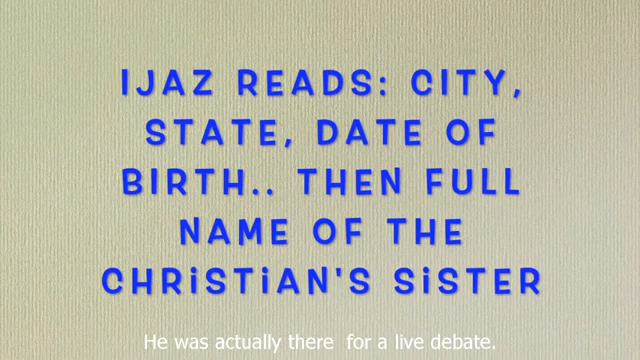 IJAZ READS: CITY,
STATE, DATE OF
BIRTH.. THEN FULL
NAME OF THE
CHRiSTiAN'S SiSTER
He was actually there  for a live debate.